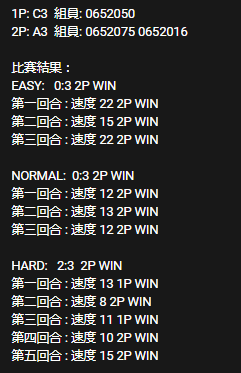 1P: C3 組員: 0652050
2P: A3 組員: 0652075 0652016

比賽結果：
EASY: 0:3 2P WIN
第一回合 : 速度 22 2P WIN
第二回合 : 速度 15 2P WIN
第三回合 : 速度 22 2P WIN

NORMAL: 0:3 2P WIN
第一回合 : 速度 12 2P WIN
第二回合 : 速度 13 2P WIN
第三回合 : 速度 12 2P WIN

HARD: 2:3 2P WIN
第一回合 : 速度 13 1P WIN
第二回合 : 速度 8 2P WIN
第三回合 : 速度 11 1P WIN
第四回合 : 速度 10 2P WIN
第五回合 : 速度 15 2P WIN